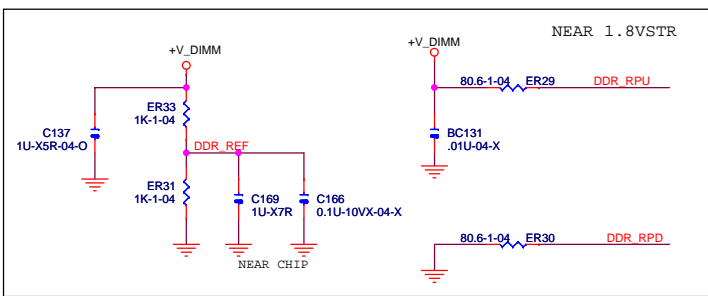 NEAR 1.8VSTR
+V_DIMM
ER33
1K-1-04
C137
1U-X5R-04-O
DDR_REF
ER31
1K-1-04
C169
1U-X7R
C166
0.1U-10VX-04-X
NEAR CHIP
+V_DIMM
80.6-1-04 ER29 DDR_RPU
BC131
.01U-04-X
80.6-1-04 ER30 DDR_RPD